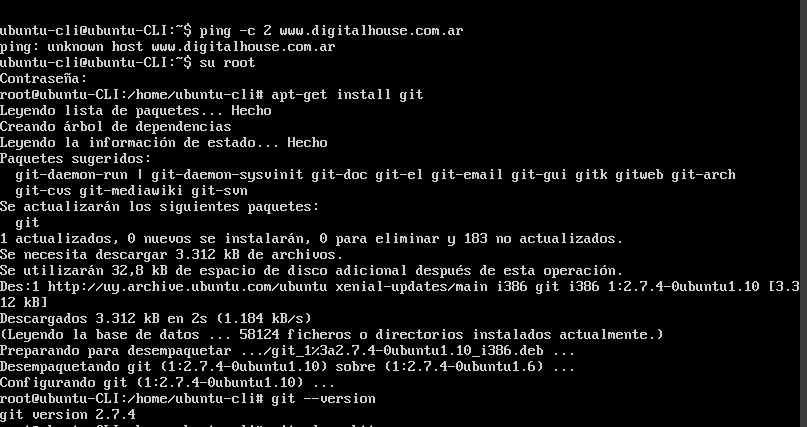 ubuntu-cli@ubuntu-CLI:~$ ping -c 2 www.digitalhouse.com.ar
ping: unknown host www.digitalhouse.com.ar
ubuntu-cli@ubuntu-CLI:~$ su root
Contraseña:
root@ubuntu-CLI:/home/ubuntu-cli# apt-get install git
Leyendo lista de paquetes... Hecho
Creando árbol de dependencias
Leyendo la información de estado... Hecho
Paquetes sugeridos:
  git-daemon-run | git-daemon-sysvinit git-doc git-el git-email git-gui gitk gitweb git-arch
  git-cvs git-mediawiki git-svn
Se actualizarán los siguientes paquetes:
  git
1 actualizados, 0 nuevos se instalarán, 0 para eliminar y 183 no actualizados.
Se necesita descargar 3.312 kB de archivos.
Se utilizarán 32,8 kB de espacio de disco adicional después de esta operación.
Des:1 http://uy.archive.ubuntu.com/ubuntu xenial-updates/main i386 git i386 1:2.7.4-0ubuntu1.10 [3.3
12 kB]
Descargados 3.312 kB en 2s (1.184 kB/s)
(Leyendo la base de datos ... 58124 ficheros o directorios instalados actualmente.)
Preparando para desempaquetar .../git_1%3a2.7.4-0ubuntu1.10_i386.deb ...
Desempaquetando git (1:2.7.4-0ubuntu1.10) sobre (1:2.7.4-0ubuntu1.6) ...
Configurando git (1:2.7.4-0ubuntu1.10) ...
root@ubuntu-CLI:/home/ubuntu-cli# git --version
git version 2.7.4